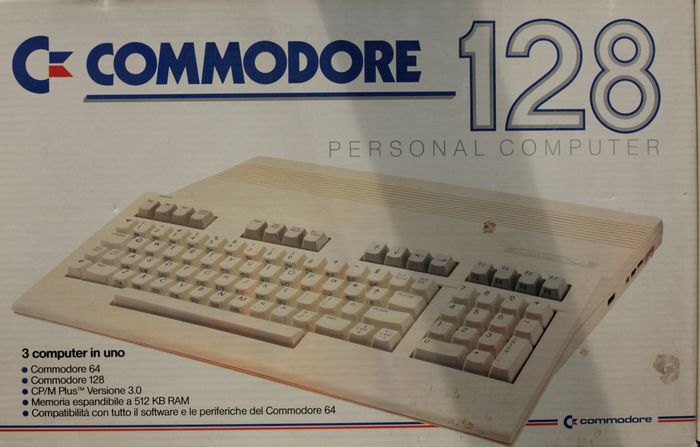 COMMODORE 128
PERSONAL COMPUTER
3 computer in uno
● Commodore 64
● Commodore 128
● CP/M Plus™ Versione 3.0
● Memoria espandibile a 512 KB RAM
● Compatibilità con tutto il software e le periferiche del Commodore 64
commodore